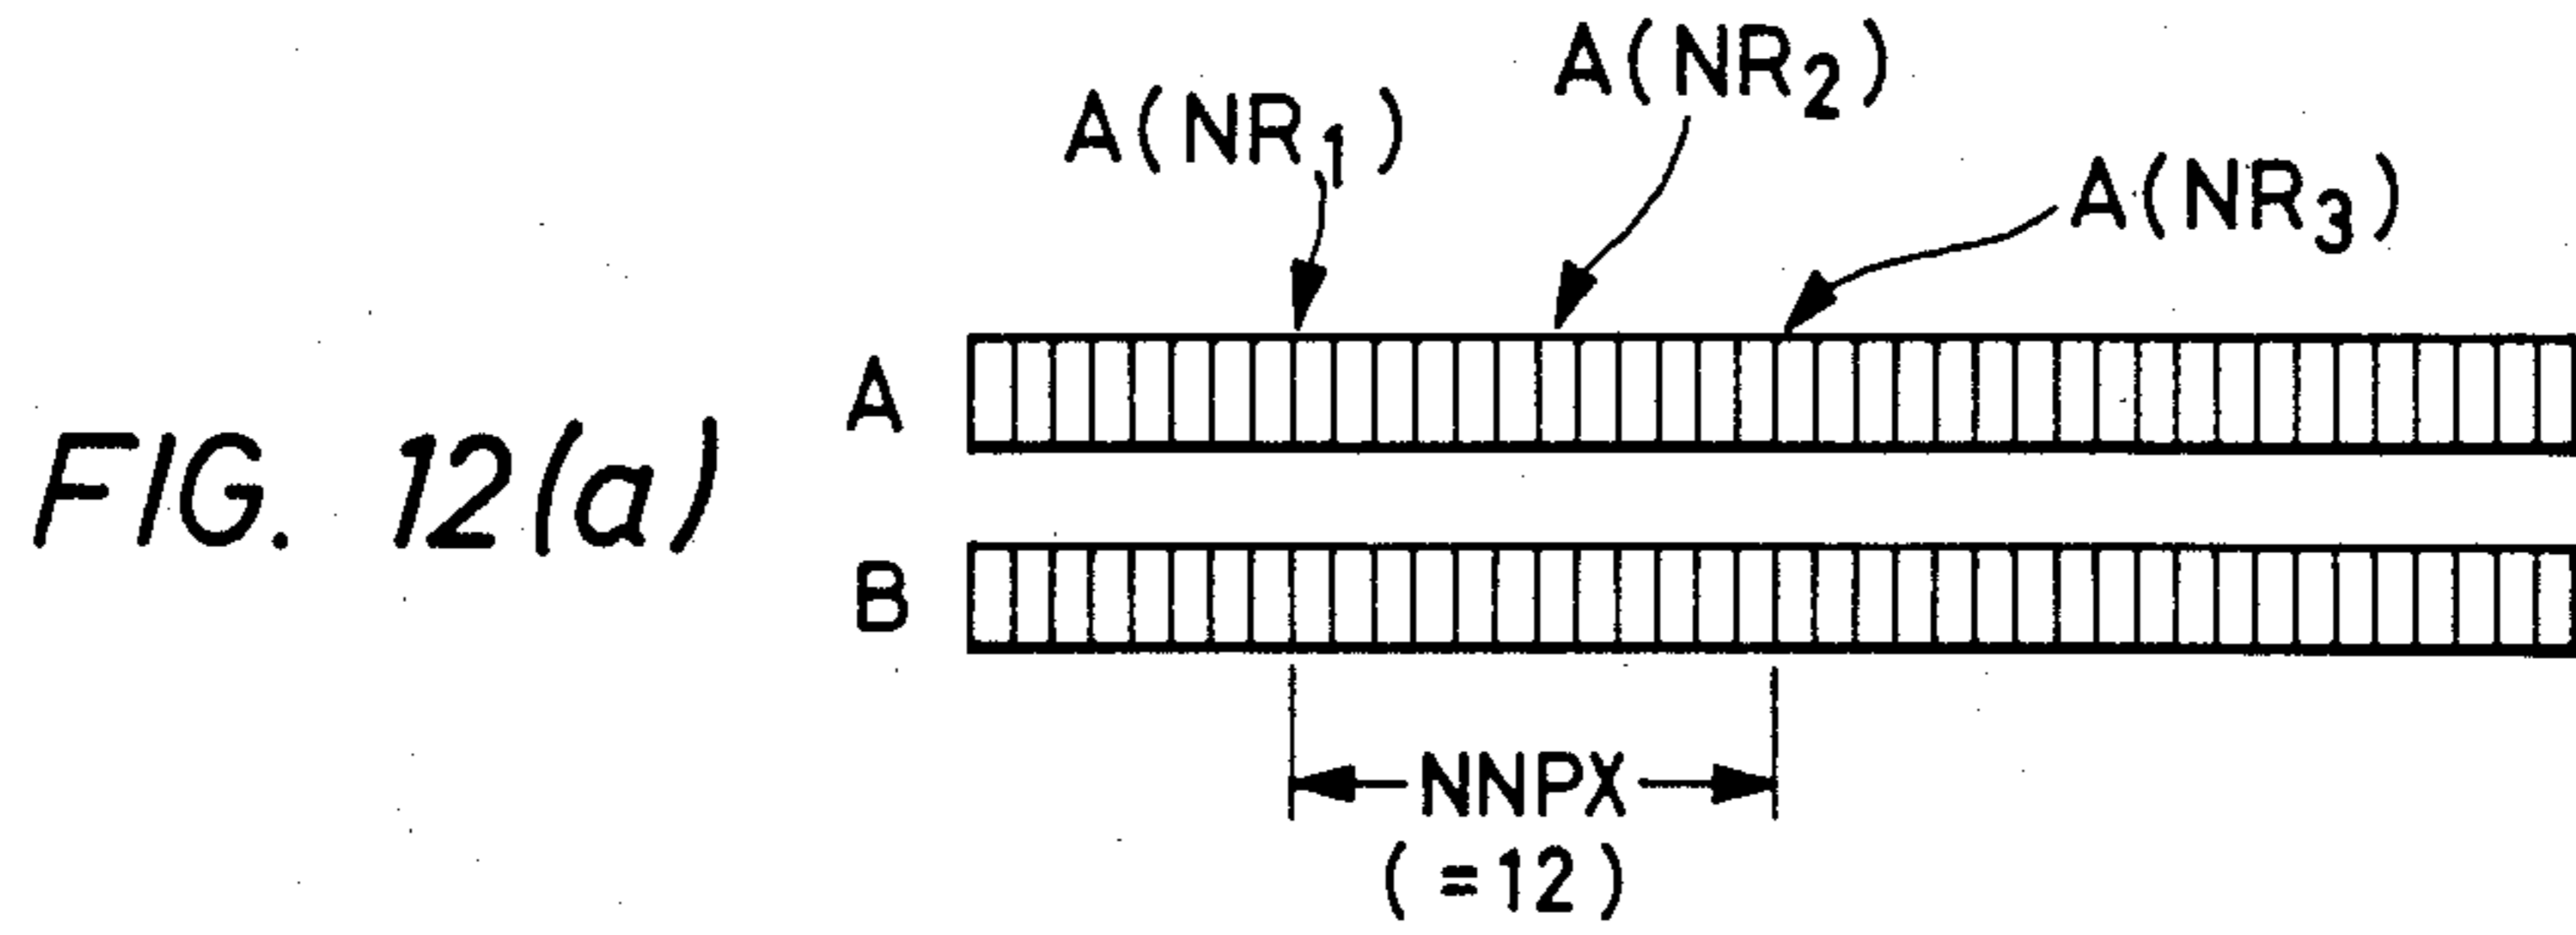 A(NR₁)
A(NR₂)
A(NR₃)
A
FIG. 12(a)
B
NNPX
(=12)